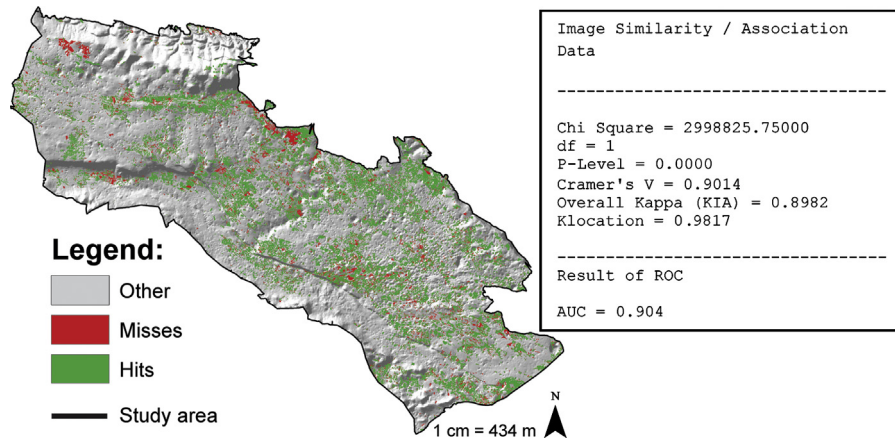 Legend:
Other
Misses
Hits
Study area
1 cm = 434 m
N
Image Similarity / Association
Data
-----------------------------------
Chi Square = 2998825.75000
df = 1
P-Level = 0.0000
Cramer's V = 0.9014
Overall Kappa (KIA) = 0.8982
Klocation = 0.9817
-----------------------------------
Result of ROC
AUC = 0.904